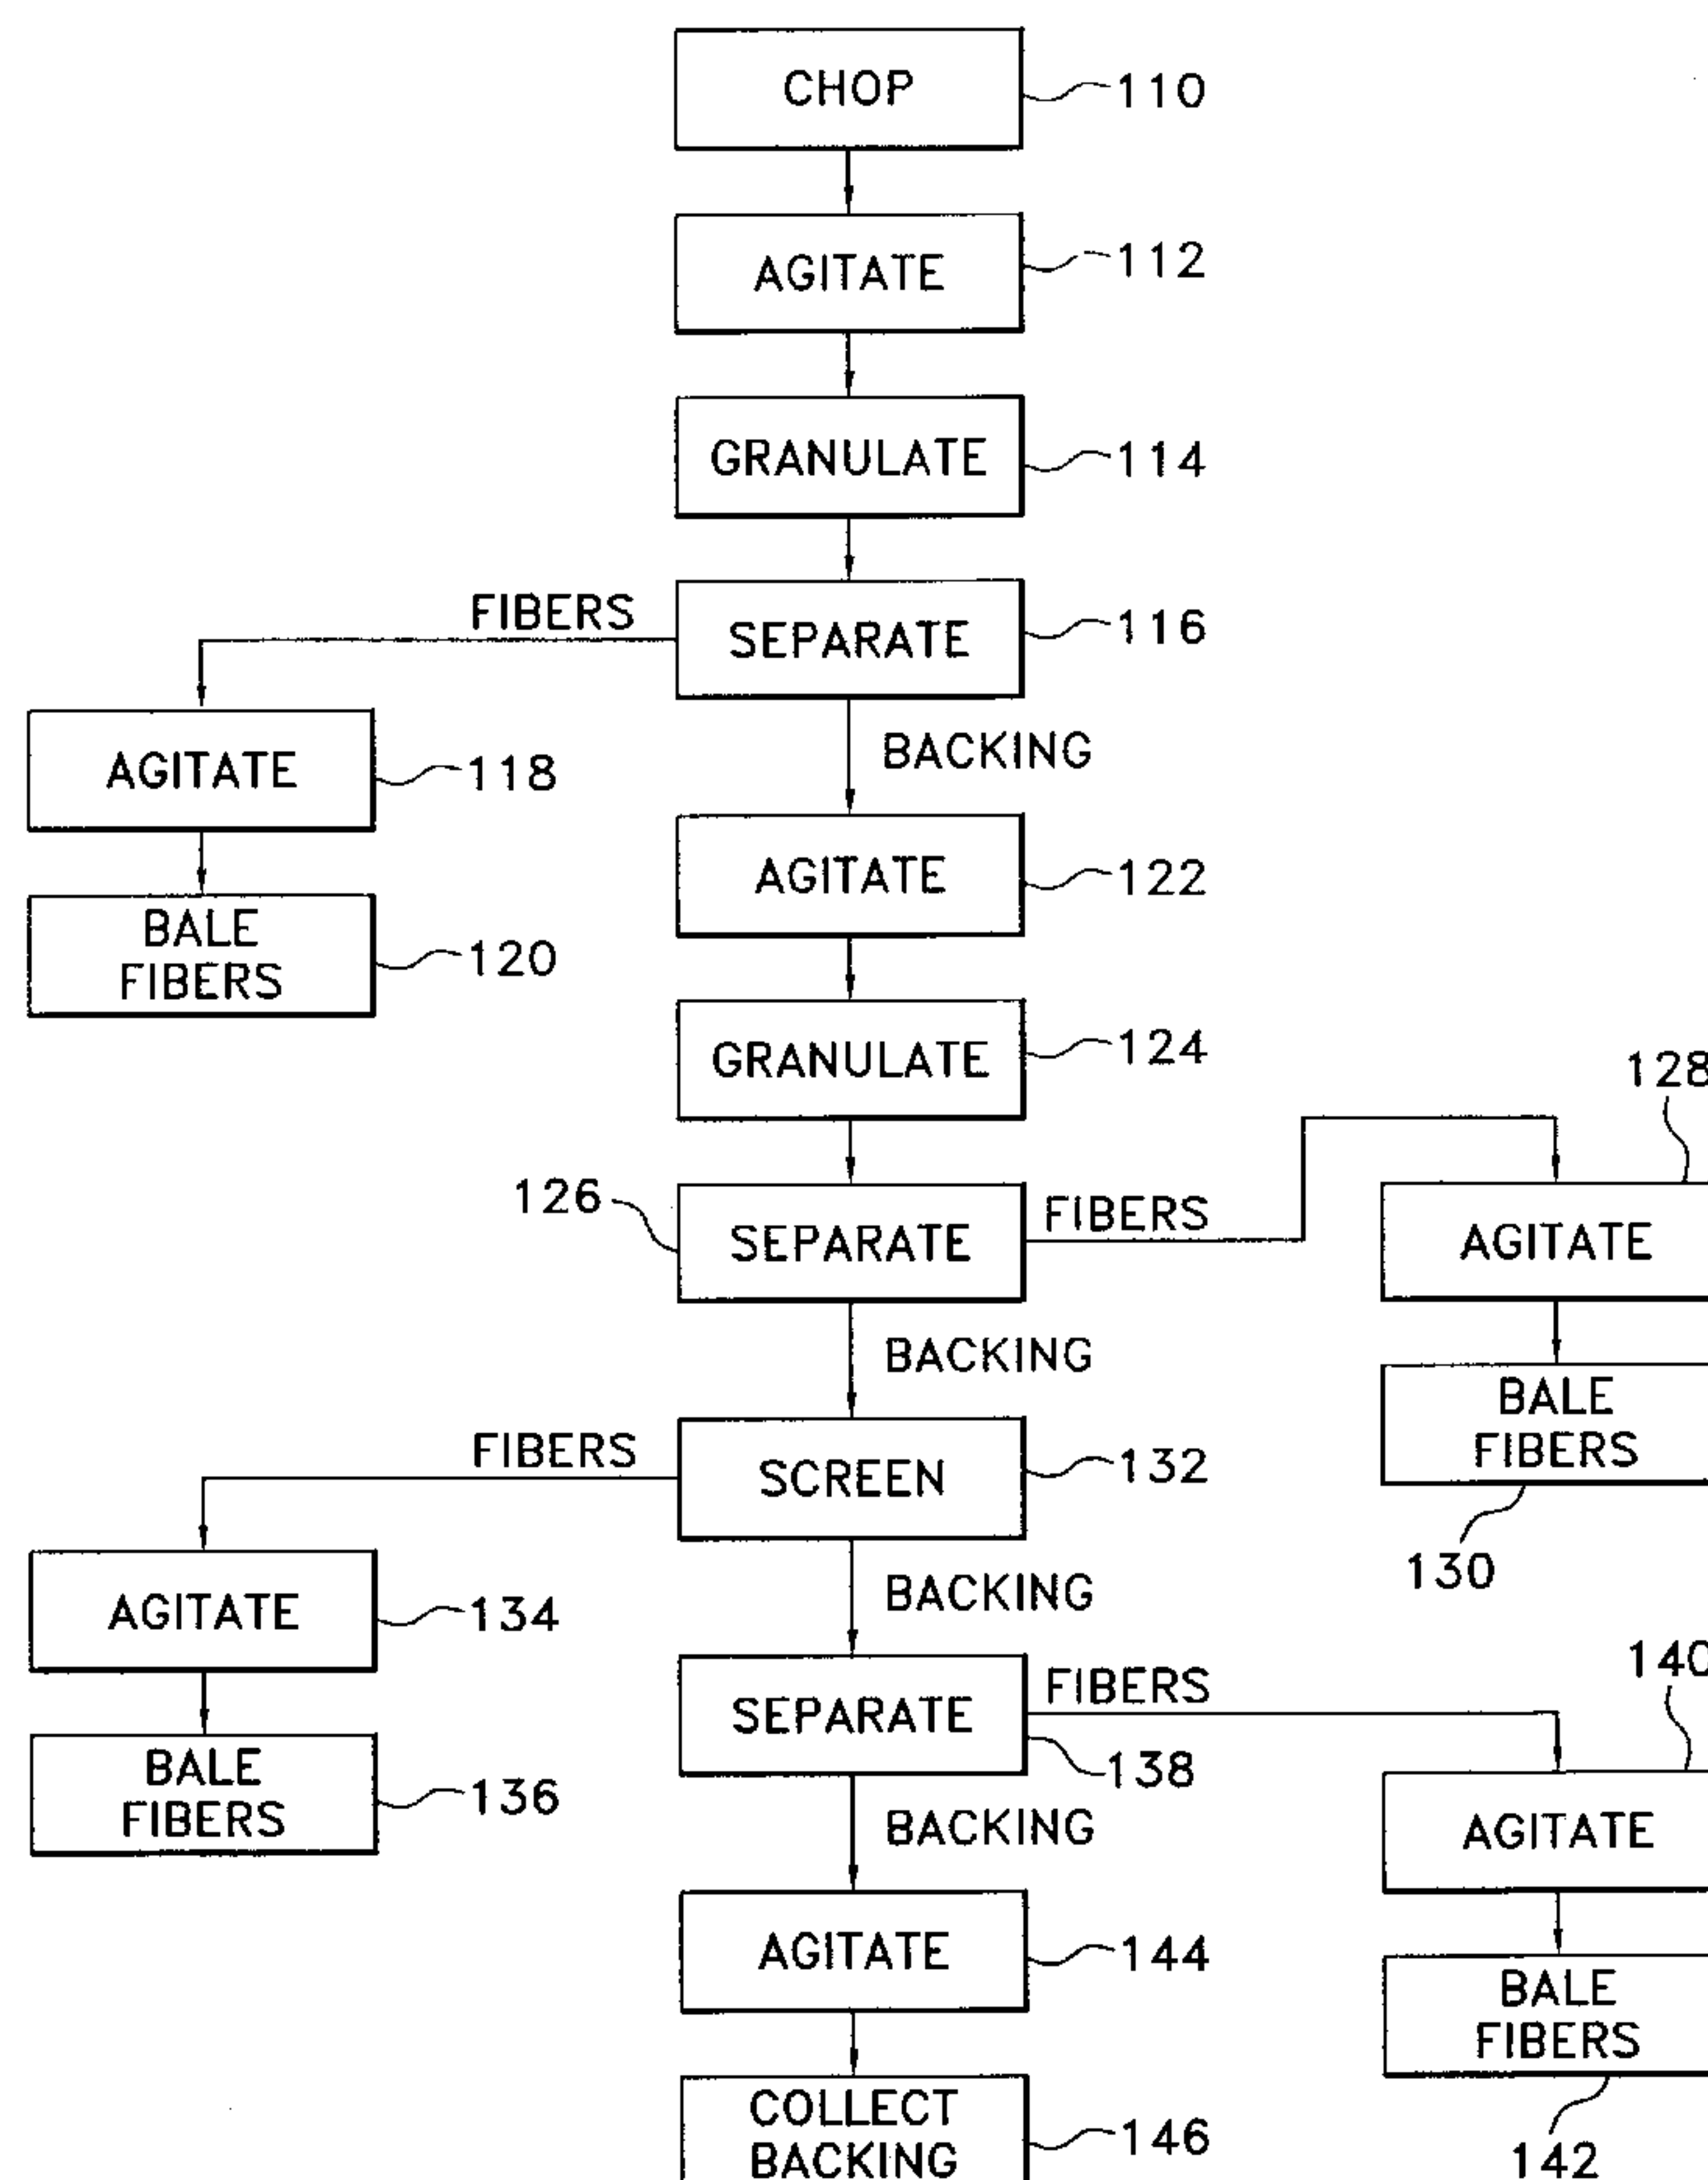 CHOP
110
AGITATE
112
GRANULATE
114
FIBERS
SEPARATE
116
BACKING
AGITATE
118
AGITATE
122
BALE
FIBERS
120
GRANULATE
124
128
126
SEPARATE
FIBERS
AGITATE
BACKING
BALE
FIBERS
130
FIBERS
SCREEN
132
BACKING
AGITATE
134
SEPARATE
FIBERS
138
140
BALE
FIBERS
136
BACKING
AGITATE
AGITATE
144
BALE
FIBERS
142
COLLECT
BACKING
146